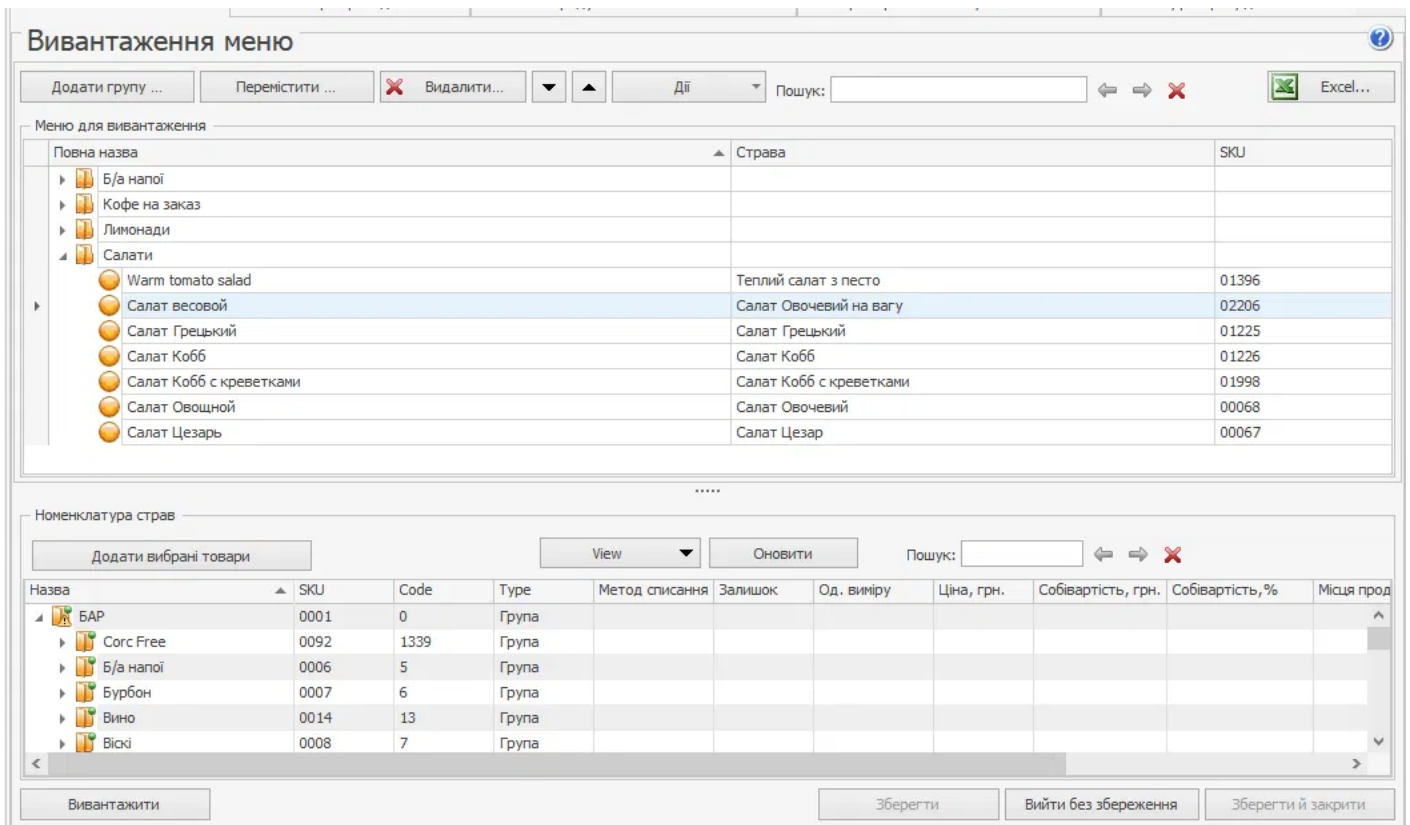 Вивантаження меню
Додати групу ... Перемістити ... Видалити... Дії Пошук: Excel...
Меню для вивантаження
Повна назва Страва SKU
Б/а напої
Кофе на заказ
Лимонади
Салати
Warm tomato salad Теплий салат з песто 01396
Салат весовой Салат Овочевий на вагу 02206
Салат Грецький Салат Грецький 01225
Салат Кобб Салат Кобб 01226
Салат Кобб с креветками Салат Кобб с креветками 01998
Салат Овощной Салат Овочевий 00068
Салат Цезарь Салат Цезар 00067
Номенклатура страв
Додати вибрані товари View Оновити Пошук:
Назва SKU Code Type Метод списання Залишок Од. виміру Ціна, грн. Собівартість, грн. Собівартість,% Місця прод
БАР 0001 0 Група
Corc Free 0092 1339 Група
Б/а напої 0006 5 Група
Бурбон 0007 6 Група
Вино 0014 13 Група
Віскі 0008 7 Група
Вивантажити Зберегти Вийти без збереження Зберегти й закрити